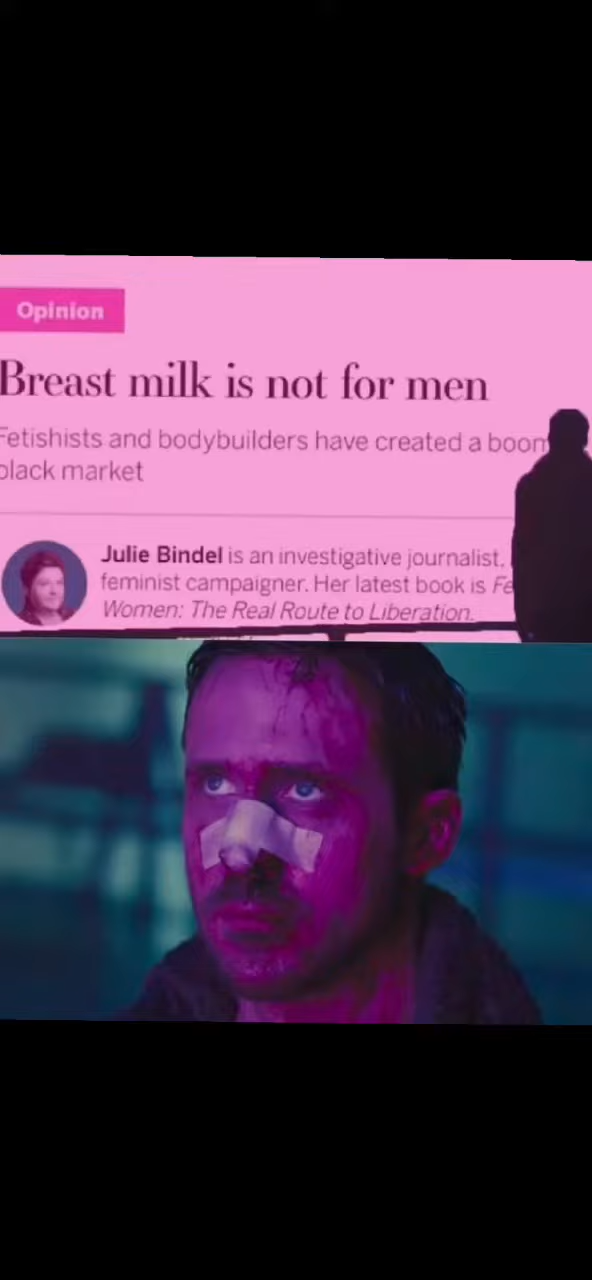 Opinion
Breast milk is not for men
Fetishists and bodybuilders have created a boom
black market
Julie Bindel is an investigative journalist,
feminist campaigner. Her latest book is Fe
Women: The Real Route to Liberation.